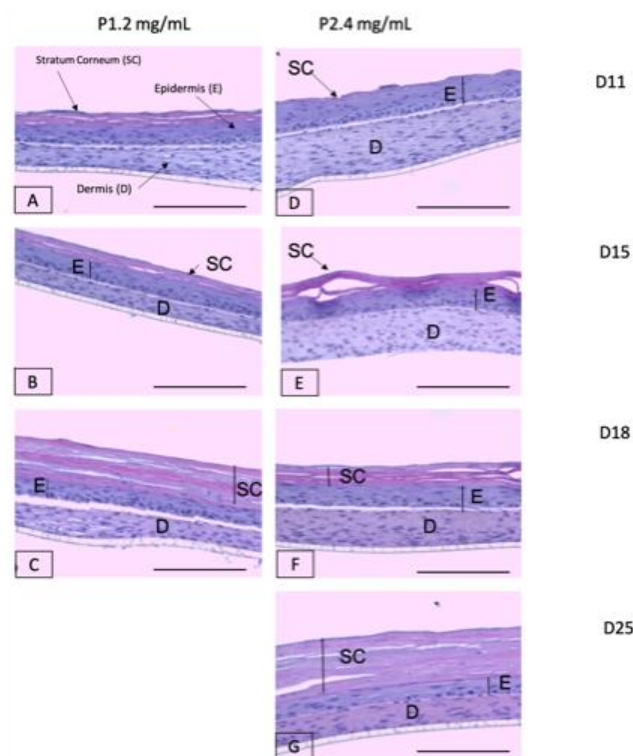 P1.2 mg/mL
P2.4 mg/mL
Stratum Corneum (SC)
Epidermis (E)
Dermis (D)
A
SC
E
D
D
D11
E
SC
D
B
SC
E
D
E
D15
E
SC
D
C
SC
E
D
F
D18
SC
E
D
G
D25